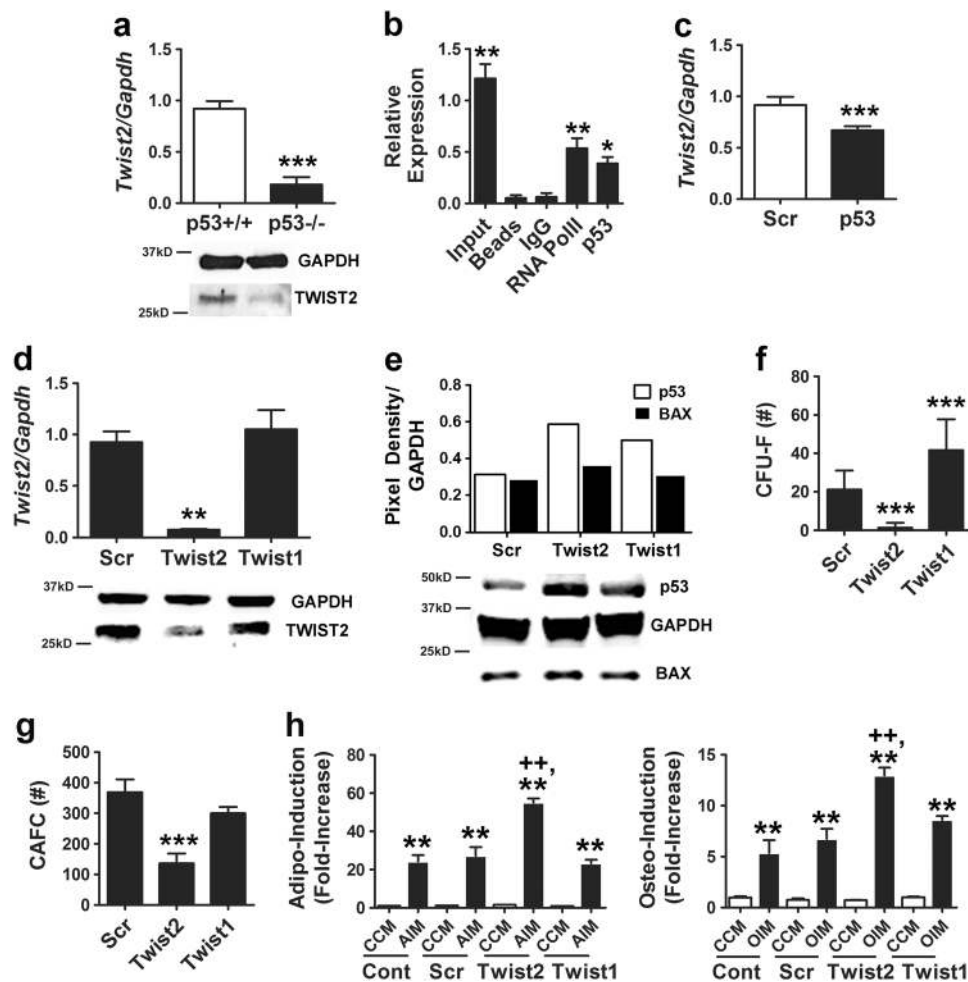 a
Twist2/Gapdh
1.5
1.0
0.5
0.0
***
p53+/+ p53-/-
37kD
GAPDH
TWIST2
25kD
b
Relative
Expression
1.5
1.0
0.5
0.0
**
**
*
Input
Beads
IgG
RNA PolII
p53
c
Twist2/Gapdh
1.5
1.0
0.5
0.0
***
Scr p53
d
Twist2/Gapdh
1.5
1.0
0.5
0.0
**
Scr Twist2 Twist1
37kD
GAPDH
TWIST2
25kD
e
Pixel Density/
GAPDH
0.8
0.6
0.4
0.2
0.0
p53
BAX
Scr Twist2 Twist1
50kD
p53
37kD
GAPDH
25kD
BAX
f
CFU-F (#)
80
60
40
20
0
***
***
Scr
Twist2
Twist1
g
CAFC (#)
500
400
300
200
100
0
***
Scr
Twist2
Twist1
h
Adipo-Induction
(Fold-Increase)
80
60
40
20
0
**
**
++,
**
**
CCM AIM CCM AIM CCM AIM CCM AIM
Cont Scr Twist2 Twist1
Osteo-Induction
(Fold-Increase)
15
10
5
0
**
**
++,
**
**
CCM OIM CCM OIM CCM OIM CCM OIM
Cont Scr Twist2 Twist1